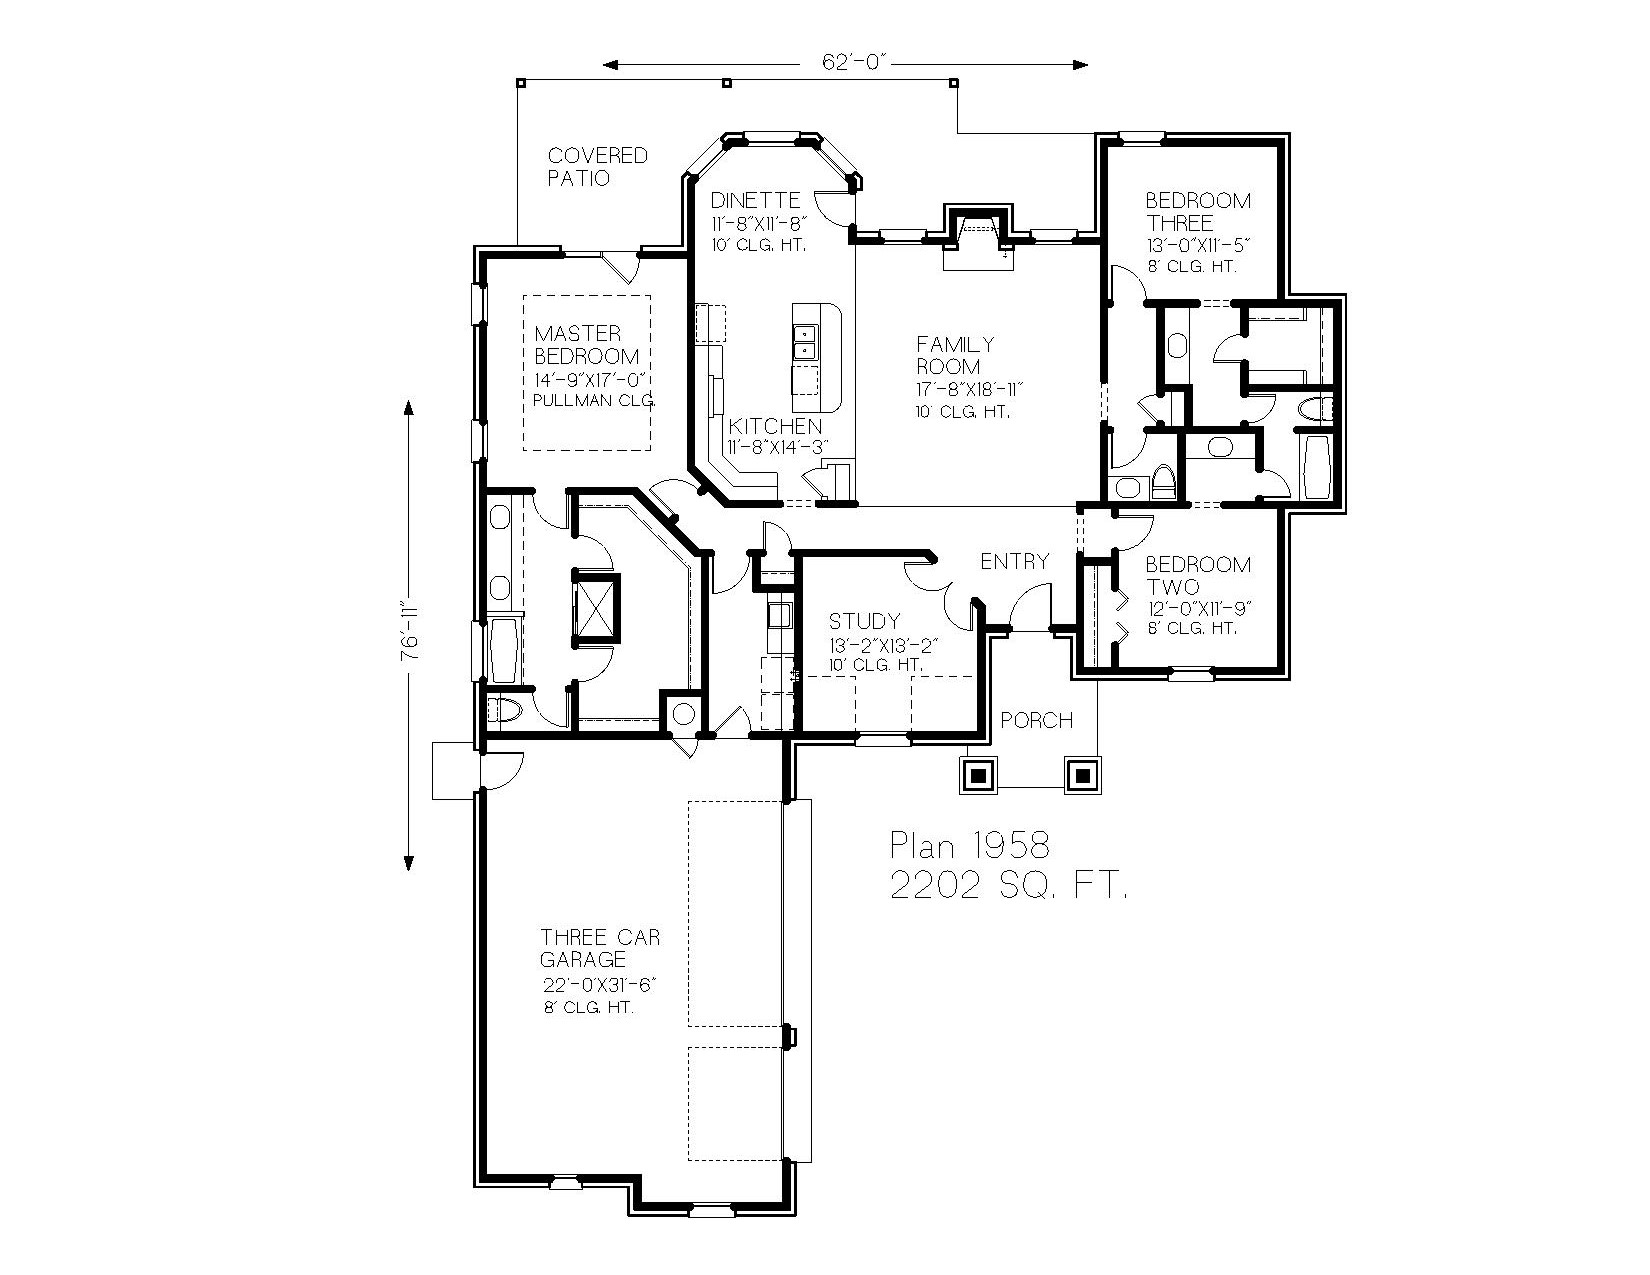 62'-0"
COVERED
PATIO
DINETTE
11'-8"X11'-8"
10' CLG. HT.
BEDROOM
THREE
13'-0"X11'-5"
8' CLG. HT.
MASTER
BEDROOM
14'-9"X17'-0"
PULLMAN CLG.
FAMILY
ROOM
17'-8"X18'-11"
10' CLG. HT.
KITCHEN
11'-8"X14'-3"
76'-11"
ENTRY
BEDROOM
TWO
12'-0"X11'-9"
8' CLG. HT.
STUDY
13'-2"X13'-2"
10' CLG. HT.
PORCH
Plan 1958
2202 SQ. FT.
THREE CAR
GARAGE
22'-0"X31'-6"
8' CLG. HT.